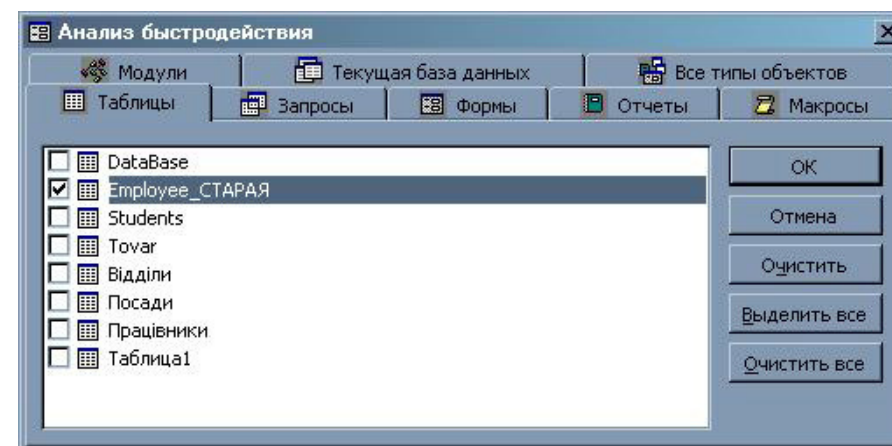 Анализ быстродействия
Модули Текущая база данных Все типы объектов
Таблицы Запросы Формы Отчеты Макросы
DataBase
Employee_СТАРАЯ
Students
Tovar
Відділи
Посади
Працівники
Таблица1
ОК
Отмена
Очистить
Выделить все
Очистить все